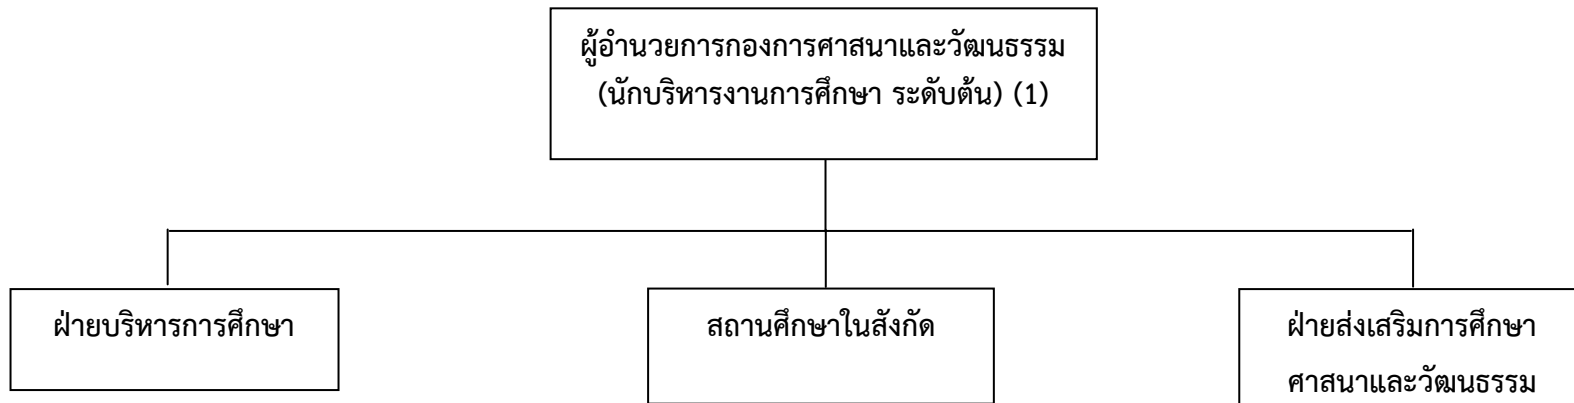 ผู้อำนวยการกองการศาสนาและวัฒนธรรม
(นักบริหารงานการศึกษา ระดับต้น) (1)
ฝ่ายบริหารการศึกษา
สถานศึกษาในสังกัด
ฝ่ายส่งเสริมการศึกษา
ศาสนาและวัฒนธรรม